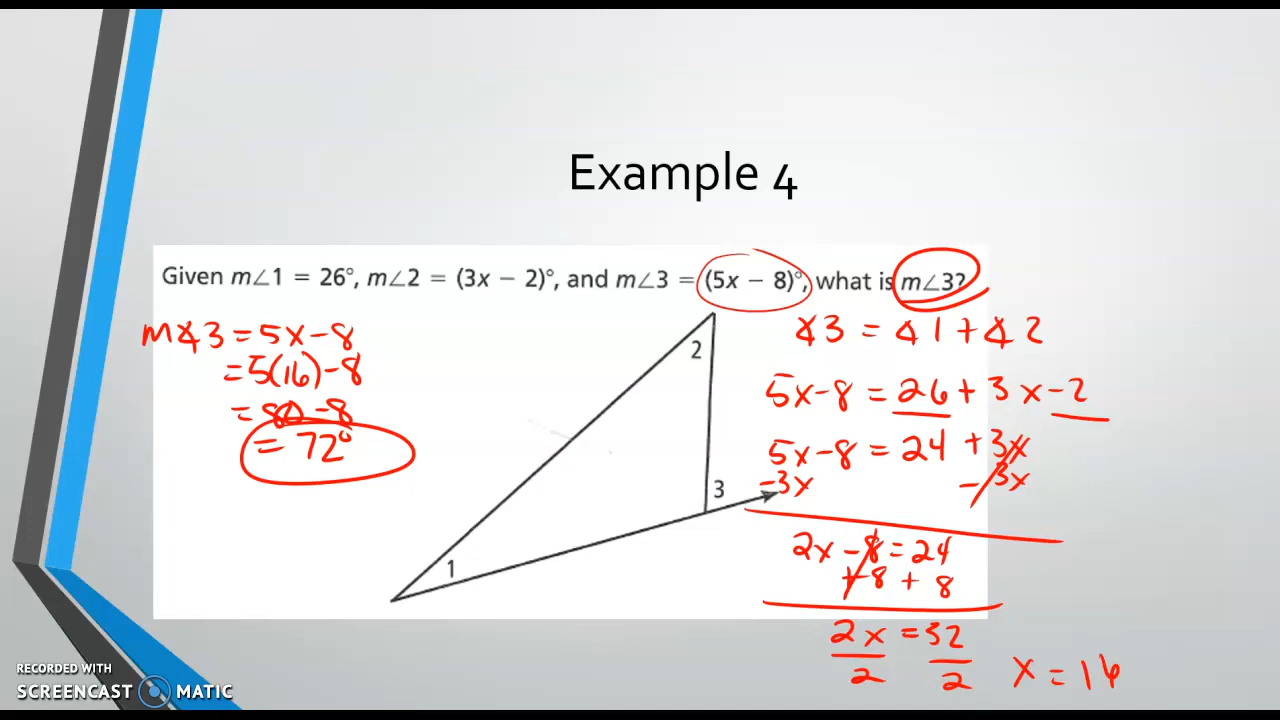 Example 4
Given m∠1 = 26°, m∠2 = (3x − 2)°, and m∠3 = (5x − 8)°, what is m∠3?
m∡3 = 5x − 8
= 5(16) − 8
= 80 − 8
= 72°
2
3
1
∡3 = ∡1 + ∡2
5x − 8 = 26 + 3x − 2
5x − 8 = 24 + 3x
−3x − 3x
2x − 8 = 24
+8 + 8
2x = 32
2 2
x = 16
RECORDED WITH
SCREENCAST MATIC